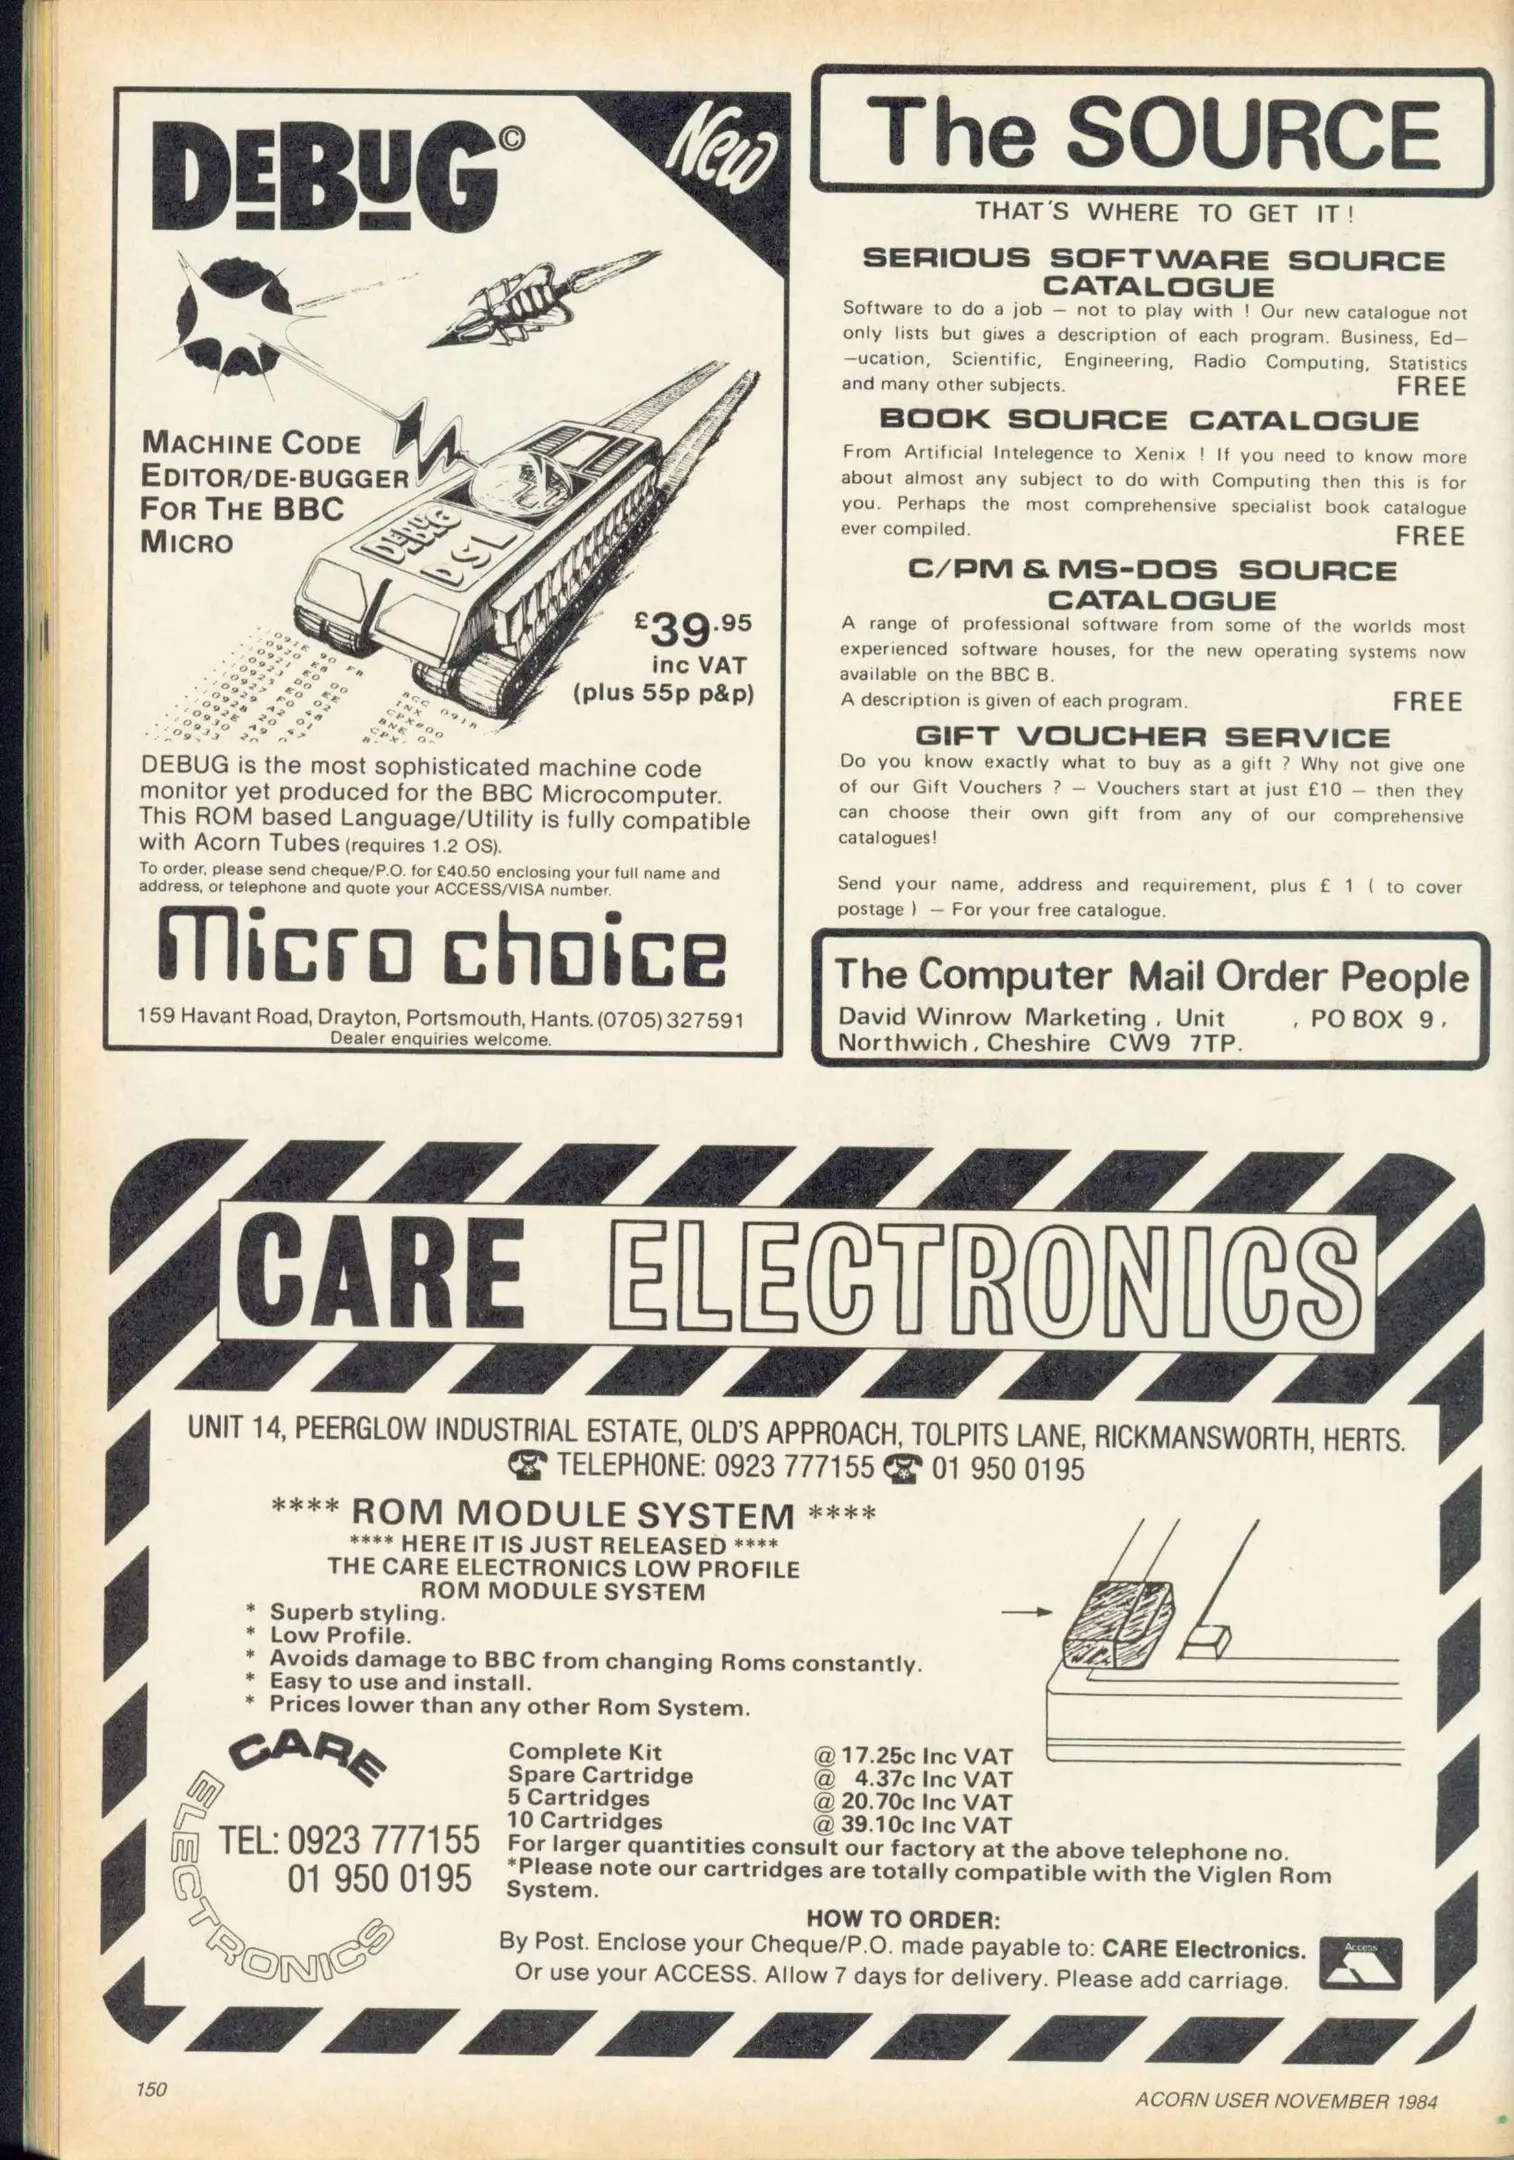 DEBUG©
New
MACHINE CODE
EDITOR/DE-BUGGER
FOR THE BBC
MICRO
DEBUG
DSL
£39.95
inc VAT
(plus 55p p&p)
DEBUG is the most sophisticated machine code
monitor yet produced for the BBC Microcomputer.
This ROM based Language/Utility is fully compatible
with Acorn Tubes (requires 1.2 OS).
To order, please send cheque/P.O. for £40.50 enclosing your full name and
address, or telephone and quote your ACCESS/VISA number.
Micro choice
159 Havant Road, Drayton, Portsmouth, Hants. (0705) 327591
Dealer enquiries welcome.
The SOURCE
THAT'S WHERE TO GET IT !
SERIOUS SOFTWARE SOURCE
CATALOGUE
Software to do a job — not to play with ! Our new catalogue not
only lists but gives a description of each program. Business, Ed—
—ucation, Scientific, Engineering, Radio Computing, Statistics
and many other subjects. FREE
BOOK SOURCE CATALOGUE
From Artificial Intelegence to Xenix ! If you need to know more
about almost any subject to do with Computing then this is for
you. Perhaps the most comprehensive specialist book catalogue
ever compiled. FREE
C/PM & MS-DOS SOURCE
CATALOGUE
A range of professional software from some of the worlds most
experienced software houses, for the new operating systems now
available on the BBC B.
A description is given of each program. FREE
GIFT VOUCHER SERVICE
Do you know exactly what to buy as a gift ? Why not give one
of our Gift Vouchers ? — Vouchers start at just £10 — then they
can choose their own gift from any of our comprehensive
catalogues!
Send your name, address and requirement, plus £ 1 ( to cover
postage ) — For your free catalogue.
The Computer Mail Order People
David Winrow Marketing , Unit , PO BOX 9 ,
Northwich , Cheshire CW9 7TP.
CARE ELECTRONICS
UNIT 14, PEERGLOW INDUSTRIAL ESTATE, OLD'S APPROACH, TOLPITS LANE, RICKMANSWORTH, HERTS.
☎ TELEPHONE: 0923 777155 ☎ 01 950 0195
**** ROM MODULE SYSTEM ****
**** HERE IT IS JUST RELEASED ****
THE CARE ELECTRONICS LOW PROFILE
ROM MODULE SYSTEM
* Superb styling.
* Low Profile.
* Avoids damage to BBC from changing Roms constantly.
* Easy to use and install.
* Prices lower than any other Rom System.
CARE ELECTRONICS
TEL: 0923 777155
01 950 0195
Complete Kit @ 17.25c Inc VAT
Spare Cartridge @ 4.37c Inc VAT
5 Cartridges @ 20.70c Inc VAT
10 Cartridges @ 39.10c Inc VAT
For larger quantities consult our factory at the above telephone no.
*Please note our cartridges are totally compatible with the Viglen Rom
System.
HOW TO ORDER:
By Post. Enclose your Cheque/P.O. made payable to: CARE Electronics.
Or use your ACCESS. Allow 7 days for delivery. Please add carriage.
Access
150
ACORN USER NOVEMBER 1984